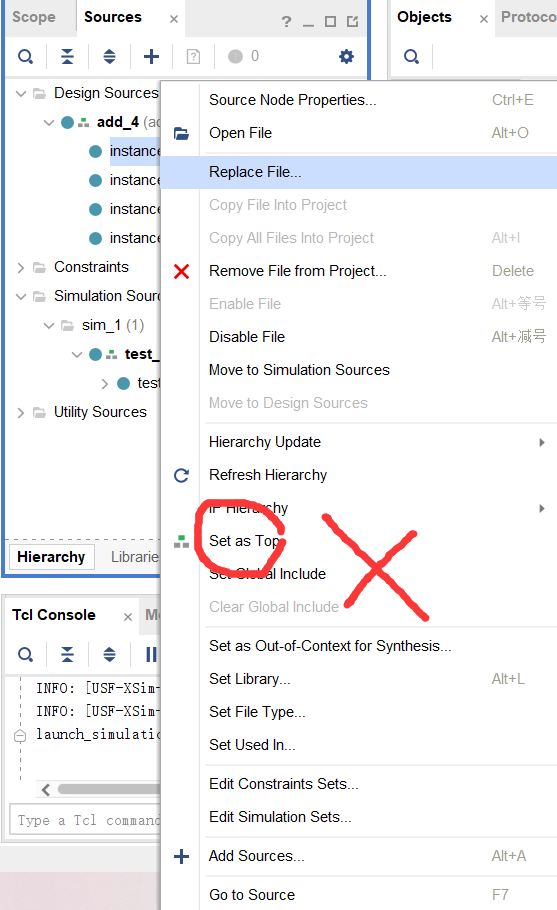 Scope Sources × ? _ Objects × Protoco
0
Design Sources
Source Node Properties... Ctrl+E
add_4 (ad
Open File Alt+O
instance
Replace File...
instance
Copy File Into Project
instance
instance
Copy All Files Into Project Alt+I
Constraints
Remove File from Project... Delete
Simulation Sour
Enable File Alt+等号
sim_1 (1)
Disable File Alt+减号
test_
Move to Simulation Sources
test
Move to Design Sources
Utility Sources
Hierarchy Update
Refresh Hierarchy
IP Hierarchy
Set as Top
Hierarchy Librarie
Set Global Include
Clear Global Include
Tcl Console × Me
Set as Out-of-Context for Synthesis...
Set Library... Alt+L
INFO: [USF-XSim-
INFO: [USF-XSim-
Set File Type...
launch_simulatio
Set Used In...
Edit Constraints Sets...
Type a Tcl command
Edit Simulation Sets...
Add Sources... Alt+A
Go to Source F7